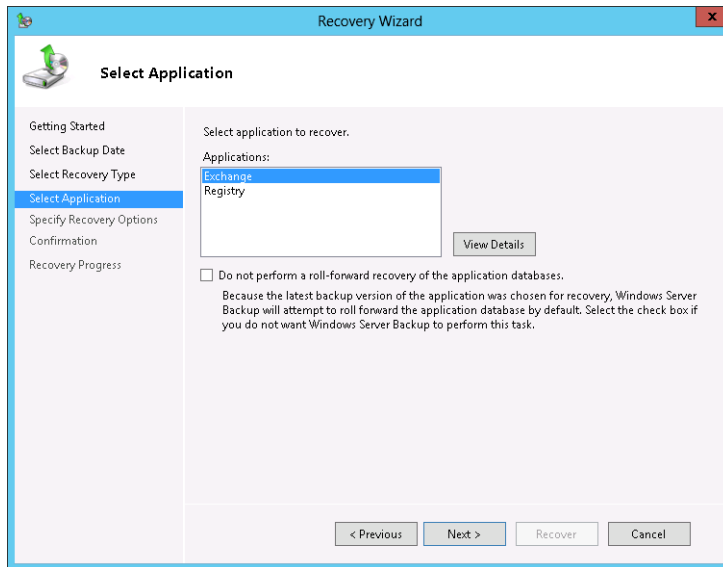 Recovery Wizard
x
Select Application
Getting Started
Select Backup Date
Select Recovery Type
Select Application
Specify Recovery Options
Confirmation
Recovery Progress
Select application to recover.
Applications:
Exchange
Registry
View Details
Do not perform a roll-forward recovery of the application databases.
Because the latest backup version of the application was chosen for recovery, Windows Server
Backup will attempt to roll forward the application database by default. Select the check box if
you do not want Windows Server Backup to perform this task.
< Previous
Next >
Recover
Cancel